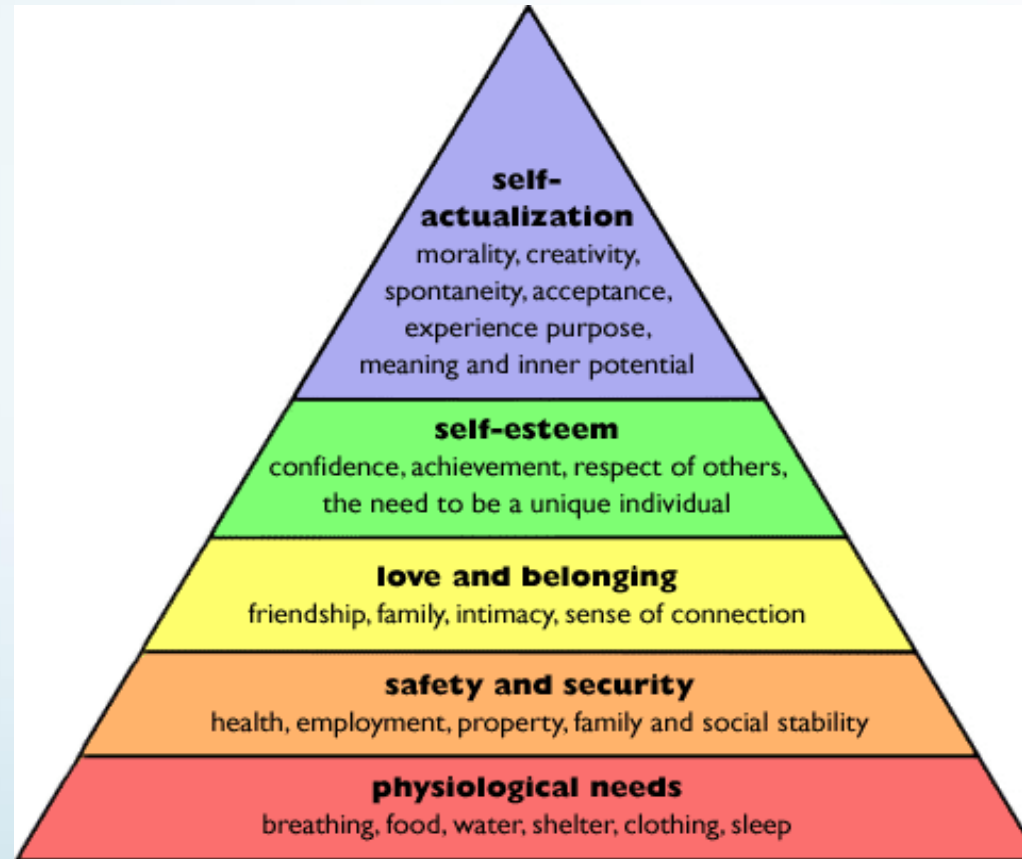 self-
actualization
morality, creativity,
spontaneity, acceptance,
experience purpose,
meaning and inner potential
self-esteem
confidence, achievement, respect of others,
the need to be a unique individual
love and belonging
friendship, family, intimacy, sense of connection
safety and security
health, employment, property, family and social stability
physiological needs
breathing, food, water, shelter, clothing, sleep